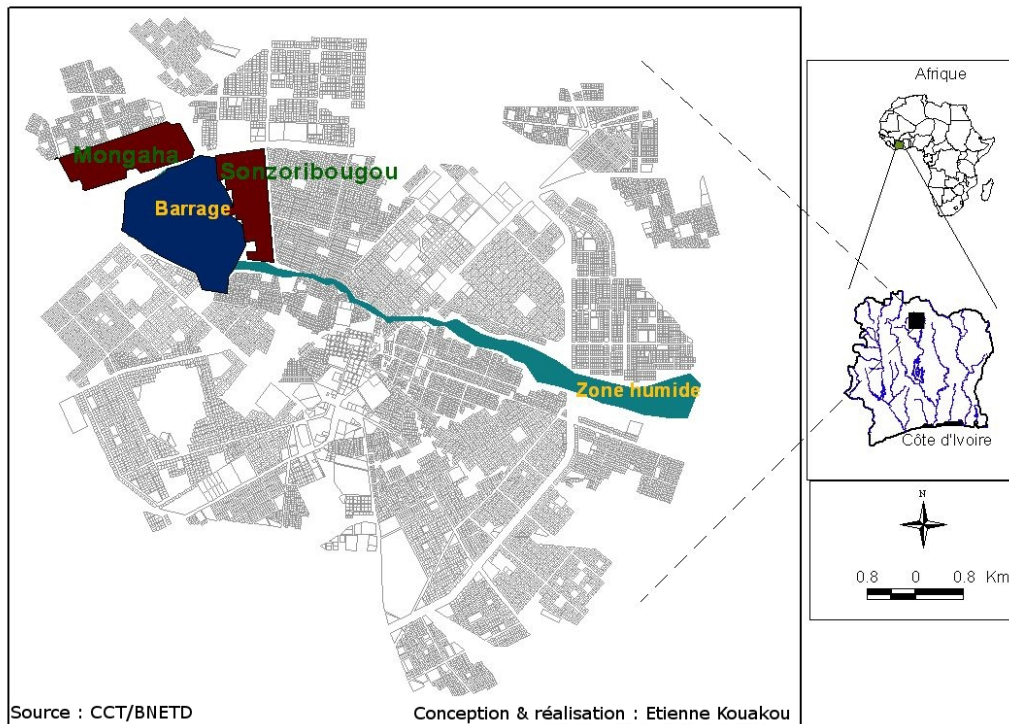 Mongaha
Sonzoribougou
Barrage
Zone humide
Source : CCT/BNETD
Conception & réalisation : Etienne Kouakou
Afrique
Côte d'Ivoire
N
0.8 0 0.8 Km